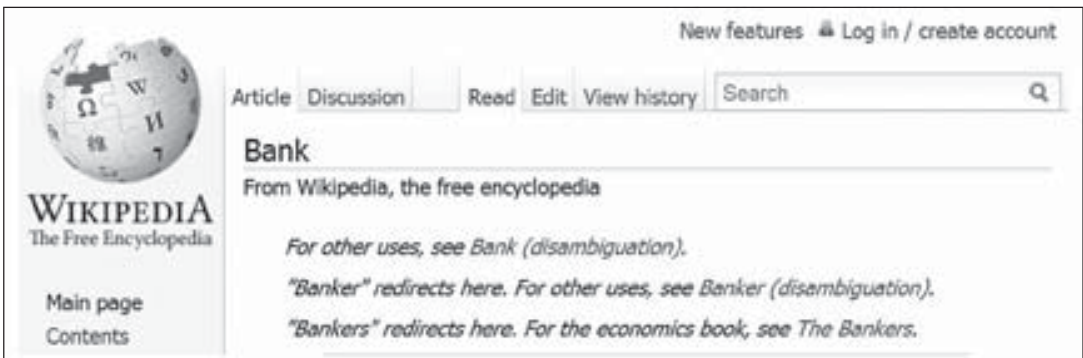 New features Log in / create account
Article Discussion Read Edit View history Search
Bank
From Wikipedia, the free encyclopedia
WIKIPEDIA
The Free Encyclopedia
For other uses, see Bank (disambiguation).
"Banker" redirects here. For other uses, see Banker (disambiguation).
"Bankers" redirects here. For the economics book, see The Bankers.
Main page
Contents